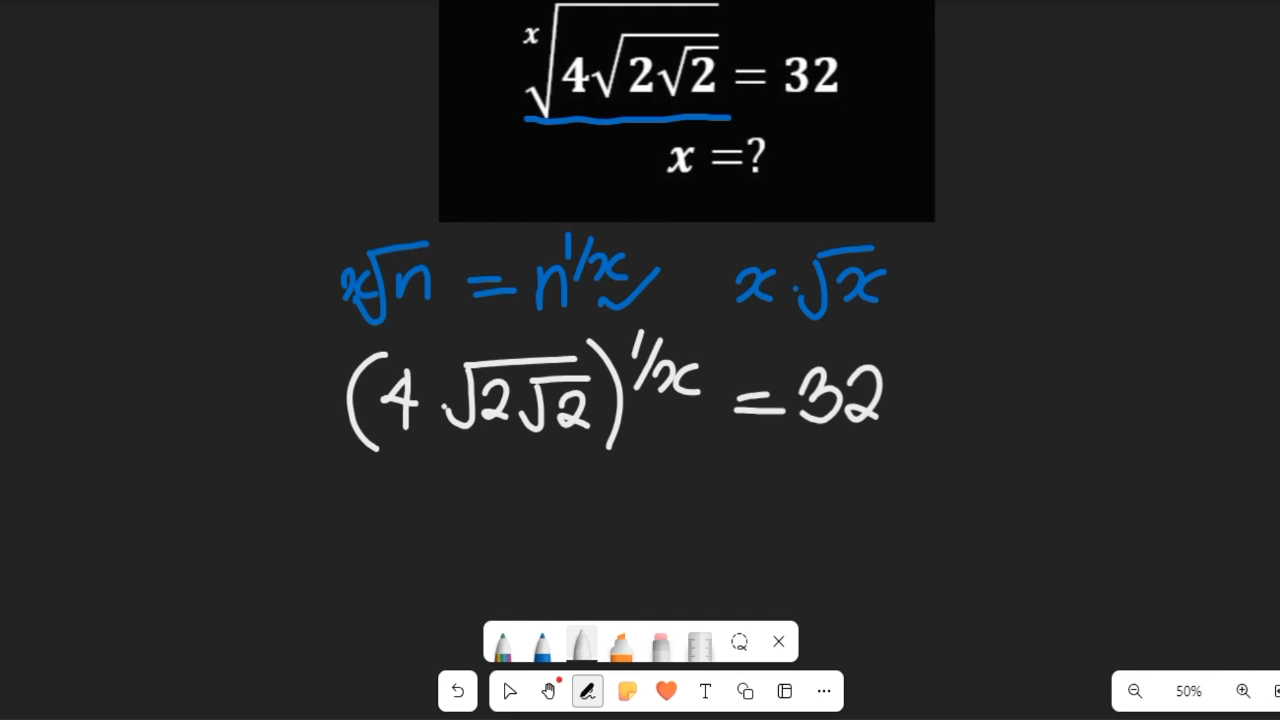 ˣ√(4√(2√2)) = 32
x =?
ˣ√n = n^(1/x) ✓ x · √x
(4 · √(2√2))^(1/x) = 32
T
50%